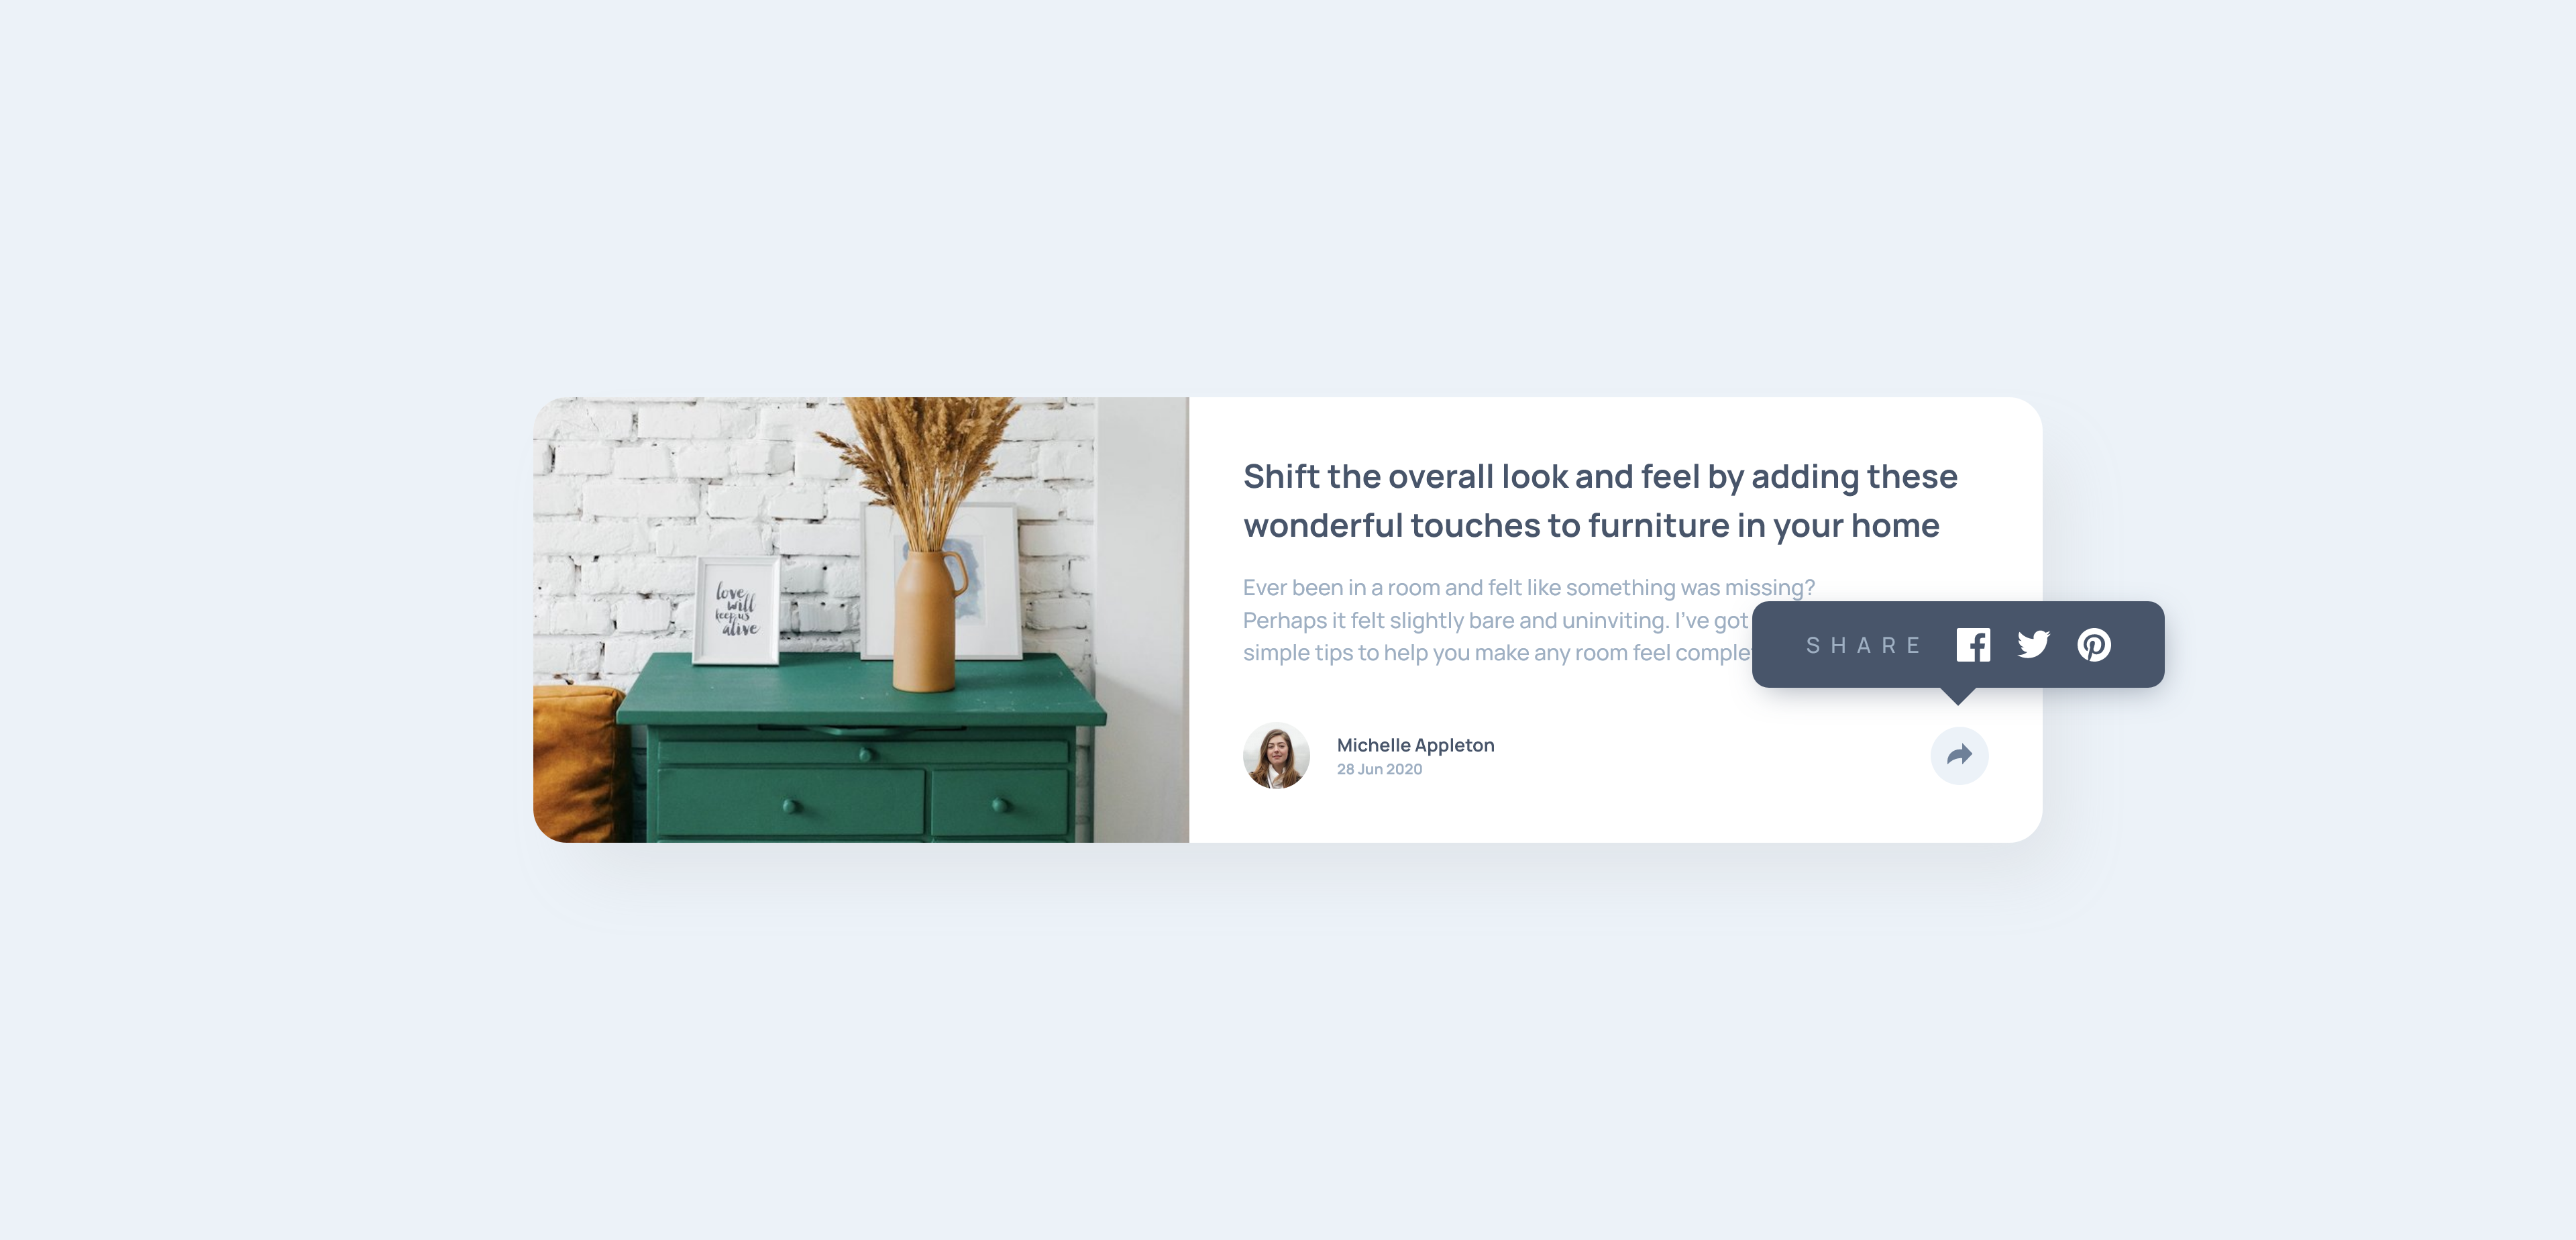 Shift the overall look and feel by adding these
wonderful touches to furniture in your home
Ever been in a room and felt like something was missing?
Perhaps it felt slightly bare and uninviting. I’ve got
simple tips to help you make any room feel
SHARE
love
will
keep us
alive
Michelle Appleton
28 Jun 2020